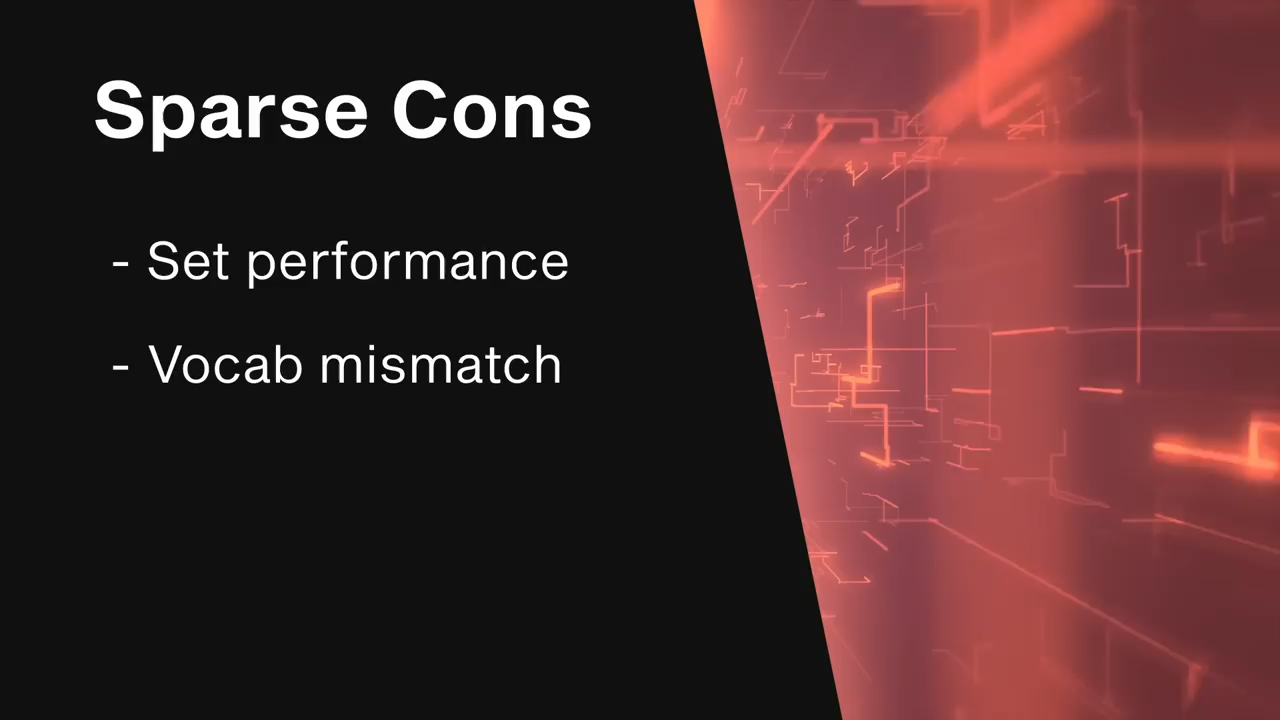 Sparse Cons
- Set performance
- Vocab mismatch